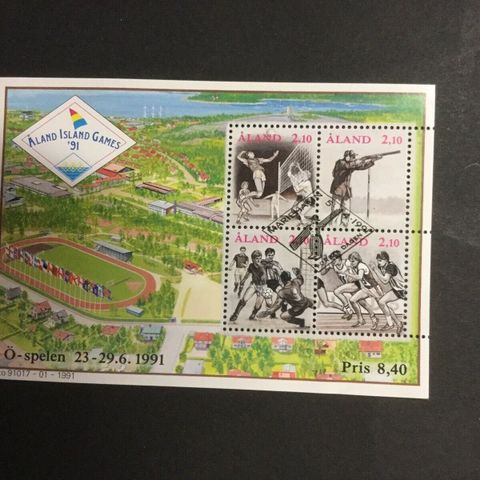 ÅLAND ISLAND GAMES
'91
ÅLAND 2,10
ÅLAND 2,10
ÅLAND 2,10
ÅLAND 2,10
Ö-spelen 23-29.6.1991
91017-01-1991
Pris 8,40